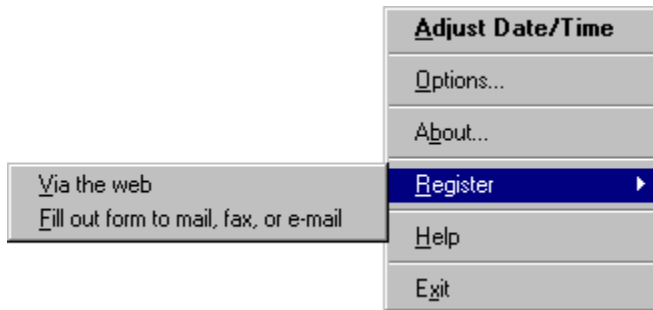 Adjust Date/Time
Options...
About...
Register
Via the web
Fill out form to mail, fax, or e-mail
Help
Exit